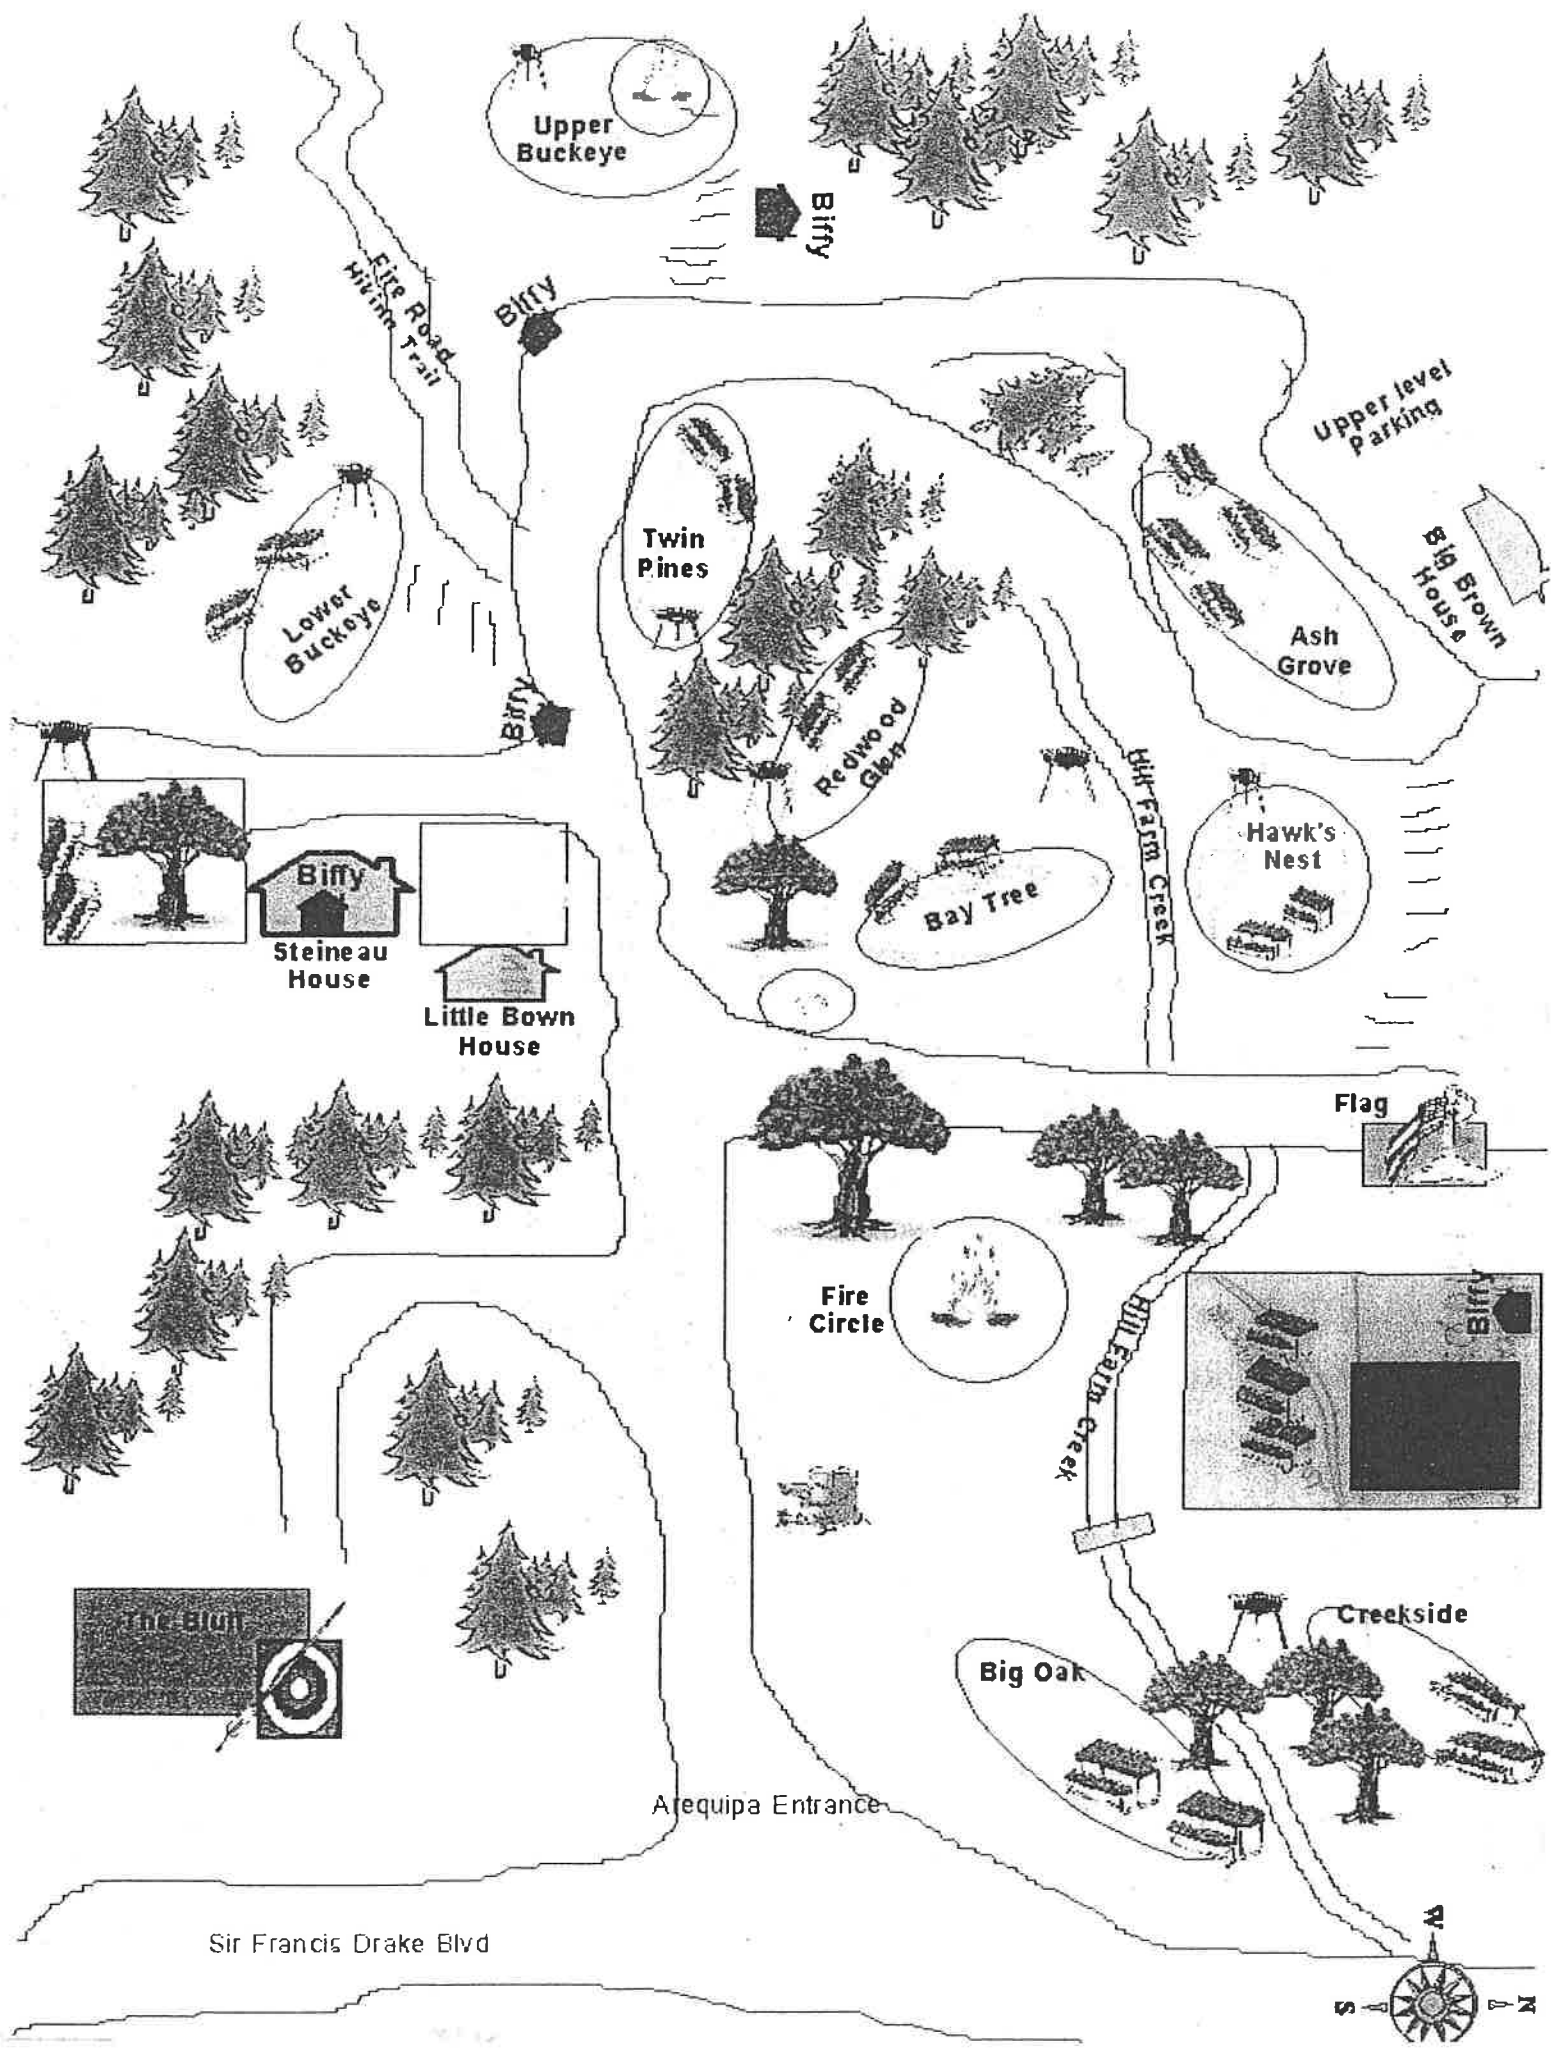 Upper
Buckeye
Biffy
Biffy
Fire Road
Hiking Trail
Upper level
Parking
Big Brown
House
Twin
Pines
Lower
Buckeye
Ash
Grove
Biffy
Redwood
Glen
Hill Farm Creek
Hawk's
Nest
Biffy
Bay Tree
Steineau
House
Little Bown
House
Flag
Fire
Circle
Hill Farm Creek
Biffy
The Bluff
Creekside
Big Oak
Arequipa Entrance
Sir Francis Drake Blvd
W
S
N